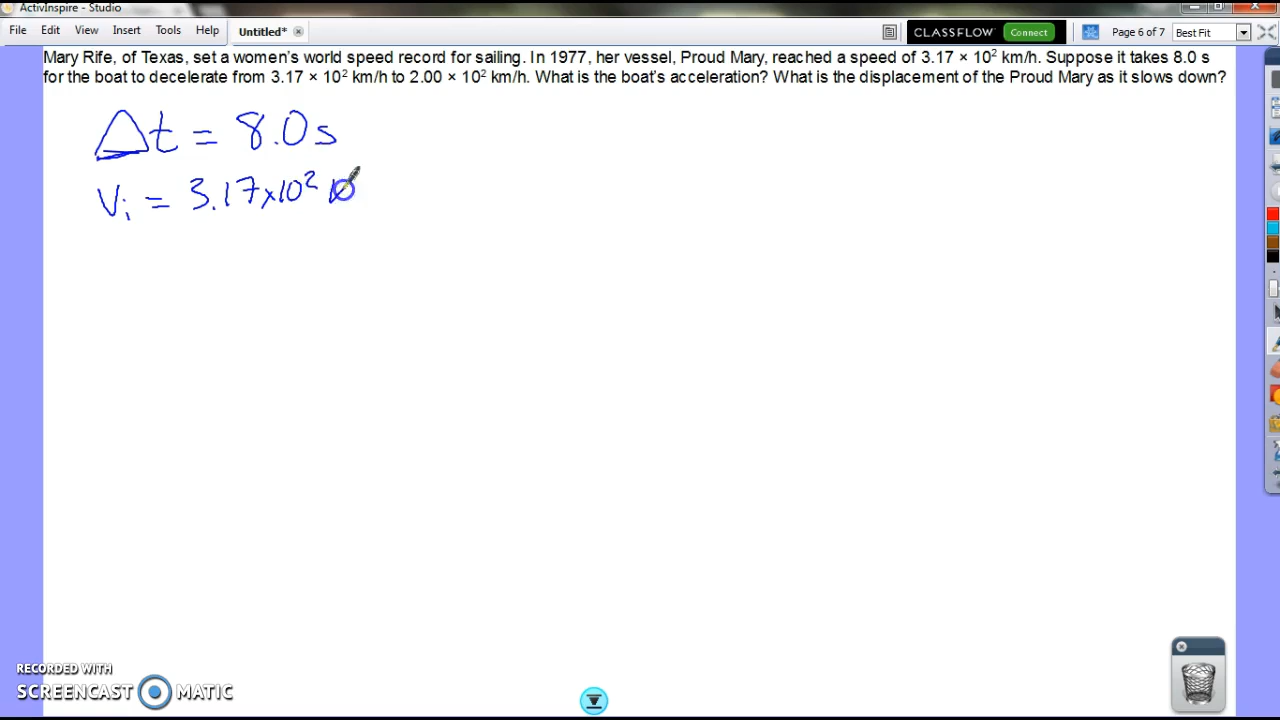 ActivInspire - Studio
File Edit View Insert Tools Help Untitled* CLASSFLOW Connect Page 6 of 7 Best Fit
Mary Rife, of Texas, set a women's world speed record for sailing. In 1977, her vessel, Proud Mary, reached a speed of 3.17 × 10² km/h. Suppose it takes 8.0 s
for the boat to decelerate from 3.17 × 10² km/h to 2.00 × 10² km/h. What is the boat's acceleration? What is the displacement of the Proud Mary as it slows down?
Δt = 8.0 s
Vi = 3.17×10²
RECORDED WITH
SCREENCAST MATIC